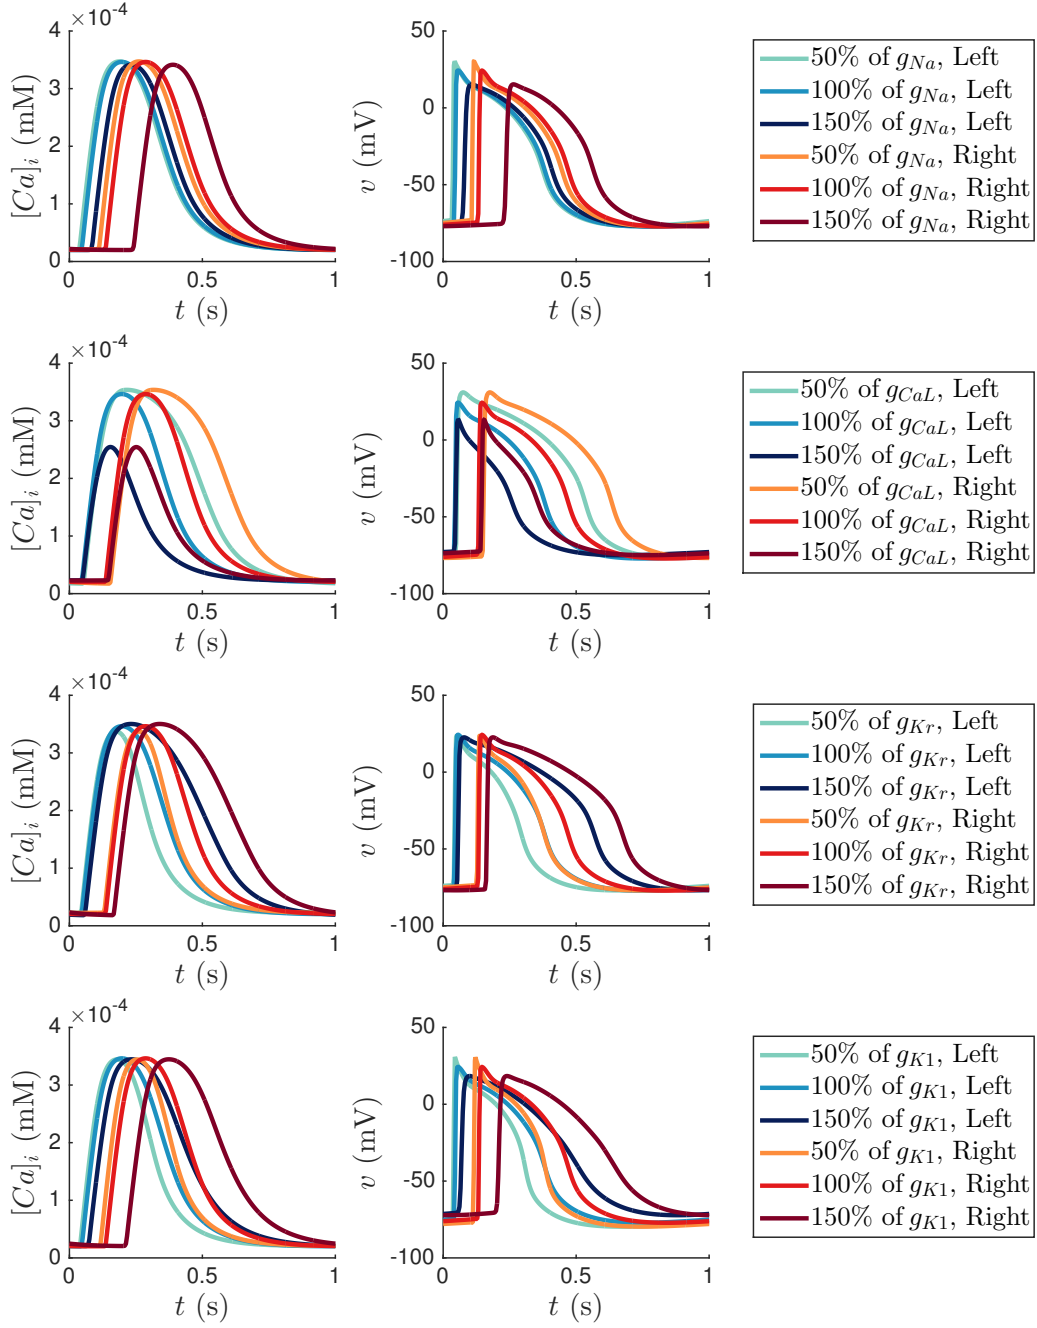 ×10⁻⁴
4
3
2
1
0
[Ca]ᵢ (mM)
0 0.5 1
t (s)
50
0
-50
-100
v (mV)
0 0.5 1
t (s)
50% of g_Na, Left
100% of g_Na, Left
150% of g_Na, Left
50% of g_Na, Right
100% of g_Na, Right
150% of g_Na, Right
×10⁻⁴
4
3
2
1
0
[Ca]ᵢ (mM)
0 0.5 1
t (s)
50
0
-50
-100
v (mV)
0 0.5 1
t (s)
50% of g_CaL, Left
100% of g_CaL, Left
150% of g_CaL, Left
50% of g_CaL, Right
100% of g_CaL, Right
150% of g_CaL, Right
×10⁻⁴
4
3
2
1
0
[Ca]ᵢ (mM)
0 0.5 1
t (s)
50
0
-50
-100
v (mV)
0 0.5 1
t (s)
50% of g_Kr, Left
100% of g_Kr, Left
150% of g_Kr, Left
50% of g_Kr, Right
100% of g_Kr, Right
150% of g_Kr, Right
×10⁻⁴
4
3
2
1
0
[Ca]ᵢ (mM)
0 0.5 1
t (s)
50
0
-50
-100
v (mV)
0 0.5 1
t (s)
50% of g_K1, Left
100% of g_K1, Left
150% of g_K1, Left
50% of g_K1, Right
100% of g_K1, Right
150% of g_K1, Right